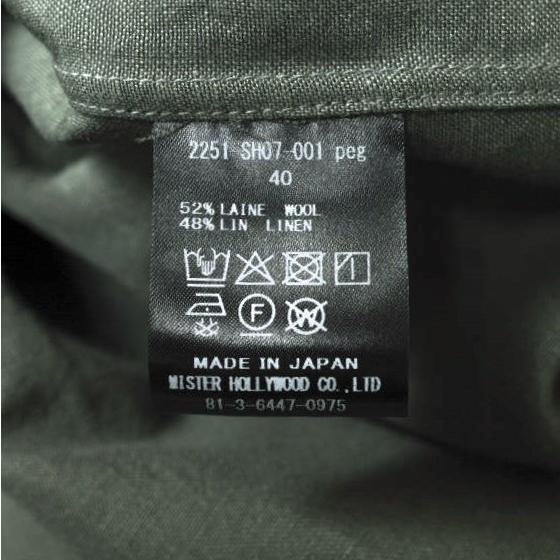 2251 SH07-001 peg
40
52% LAINE WOOL
48% LIN LINEN
F
W
MADE IN JAPAN
MISTER HOLLYWOOD CO.,LTD
81-3-6447-0975